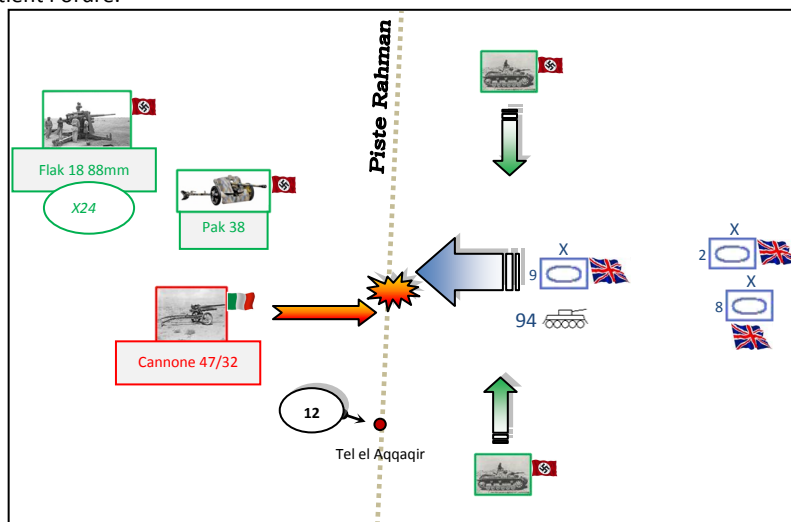 Piste Rahman
Flak 18 88mm
X24
Pak 38
X
9
94
X
2
X
8
Cannone 47/32
12
Tel el Aqqaqir